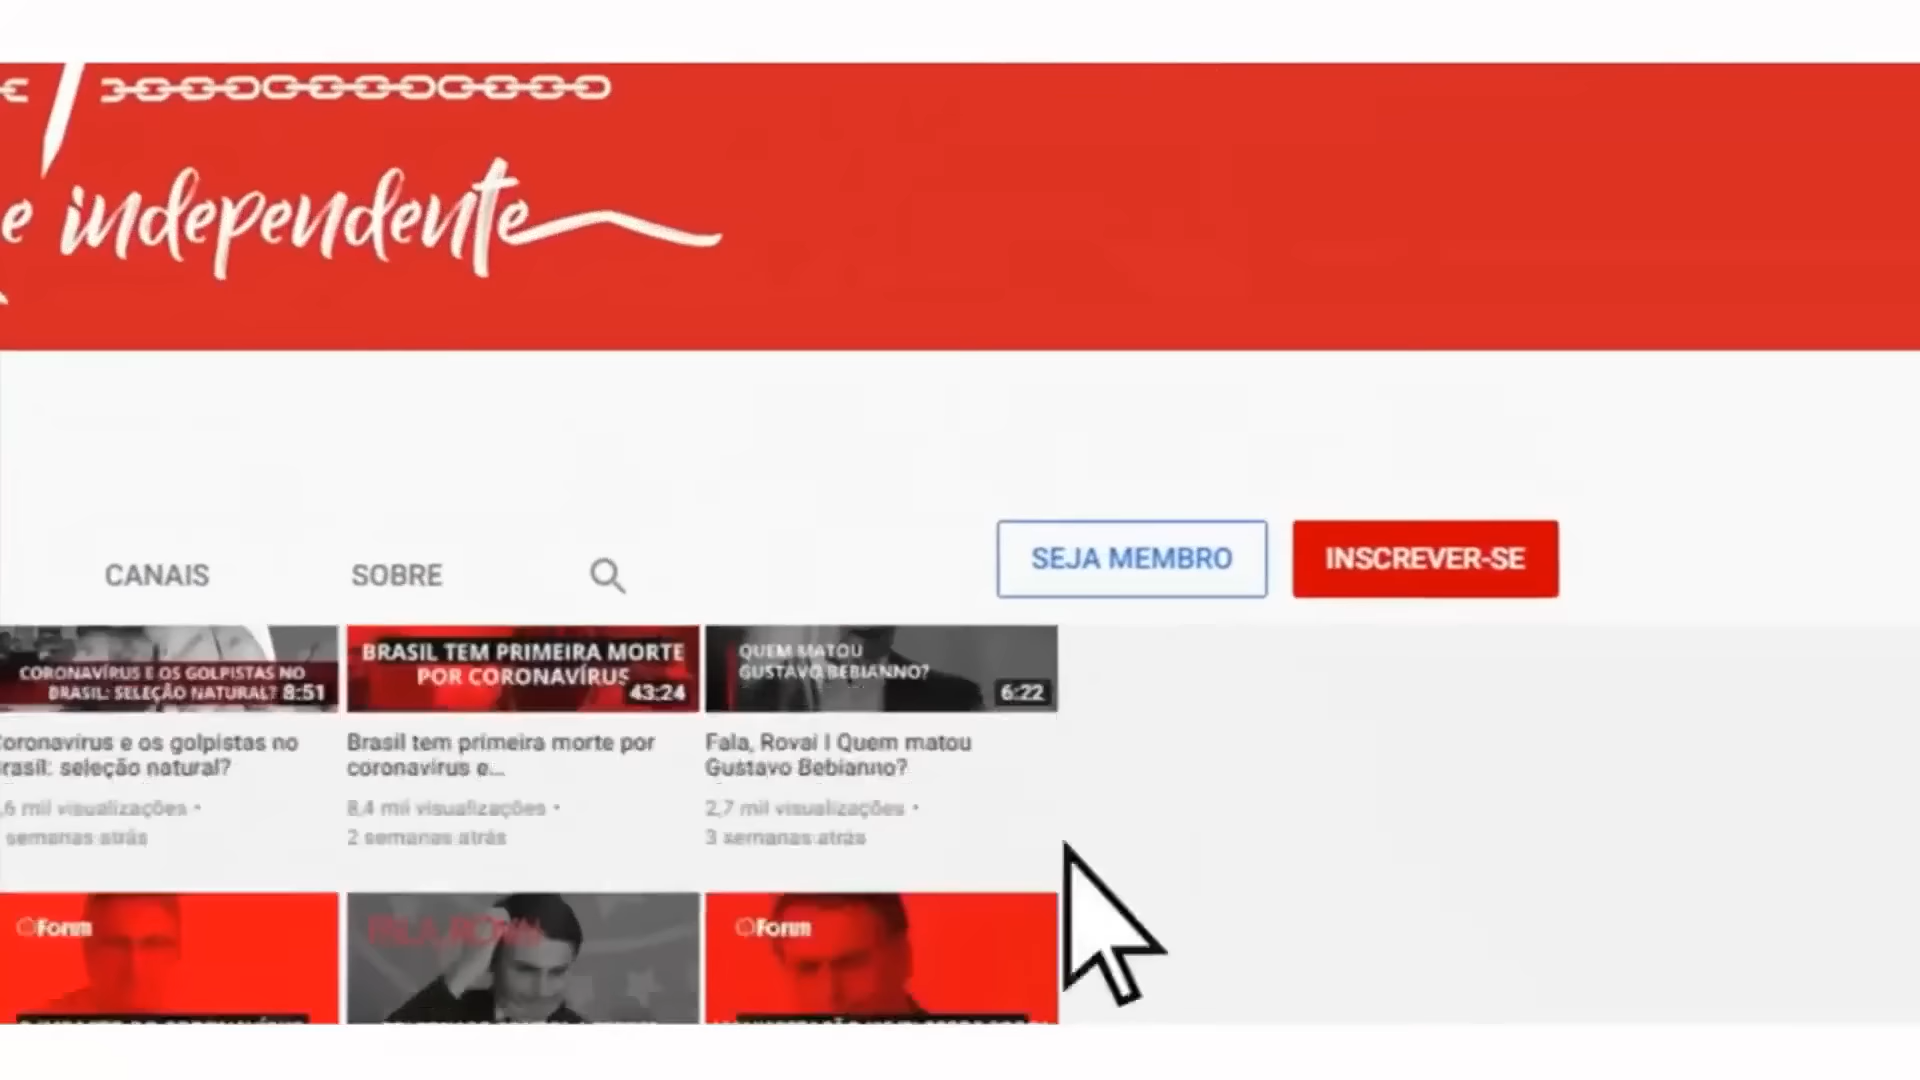 e independente
CANAIS
SOBRE
SEJA MEMBRO
INSCREVER-SE
CORONAVÍRUS E OS GOLPISTAS NO
BRASIL: SELEÇÃO NATURAL?
8:51
BRASIL TEM PRIMEIRA MORTE
POR CORONAVÍRUS
43:24
QUEM MATOU
GUSTAVO BEBIANNO?
6:22
Coronavírus e os golpistas no
rasil: seleção natural?
,6 mil visualizações •
semanas atrás
Brasil tem primeira morte por
coronavírus e...
8,4 mil visualizações •
2 semanas atrás
Fala, Rovai l Quem matou
Gustavo Bebianno?
2,7 mil visualizações •
3 semanas atrás
Forum
FALA, ROVAI
Forum